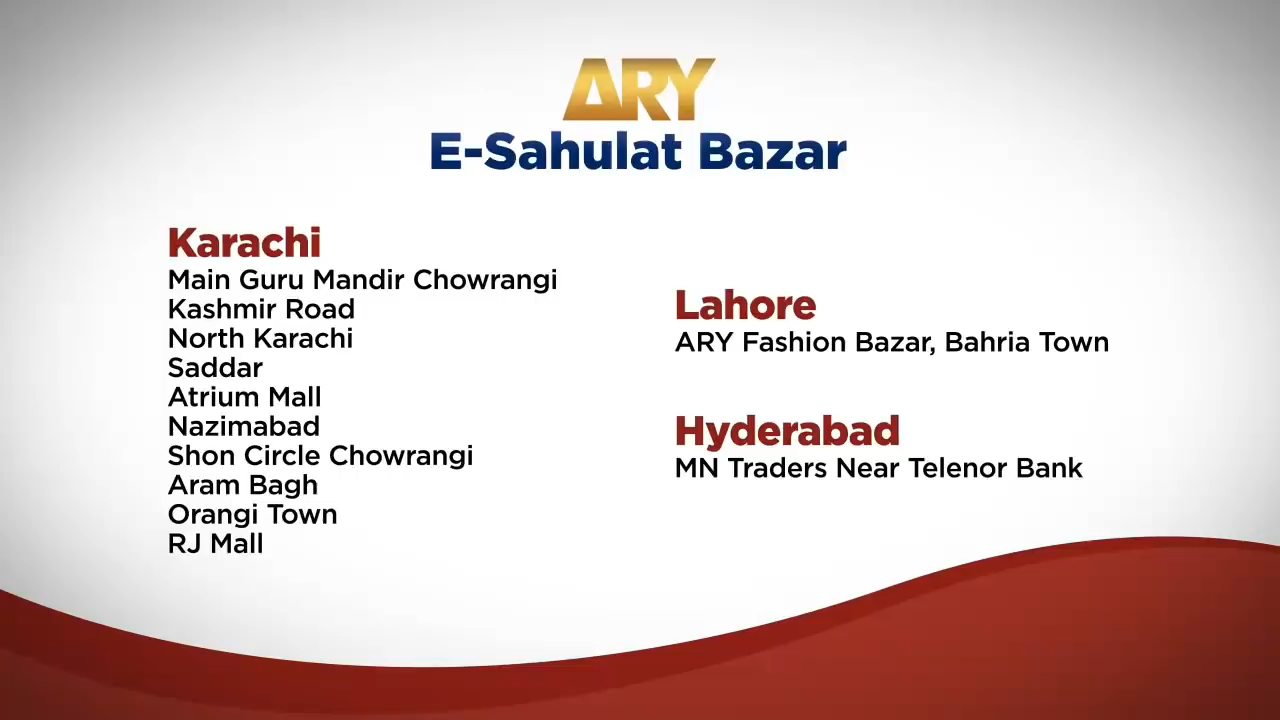 ARY
E-Sahulat Bazar
Karachi
Main Guru Mandir Chowrangi
Kashmir Road
North Karachi
Saddar
Atrium Mall
Nazimabad
Shon Circle Chowrangi
Aram Bagh
Orangi Town
RJ Mall
Lahore
ARY Fashion Bazar, Bahria Town
Hyderabad
MN Traders Near Telenor Bank